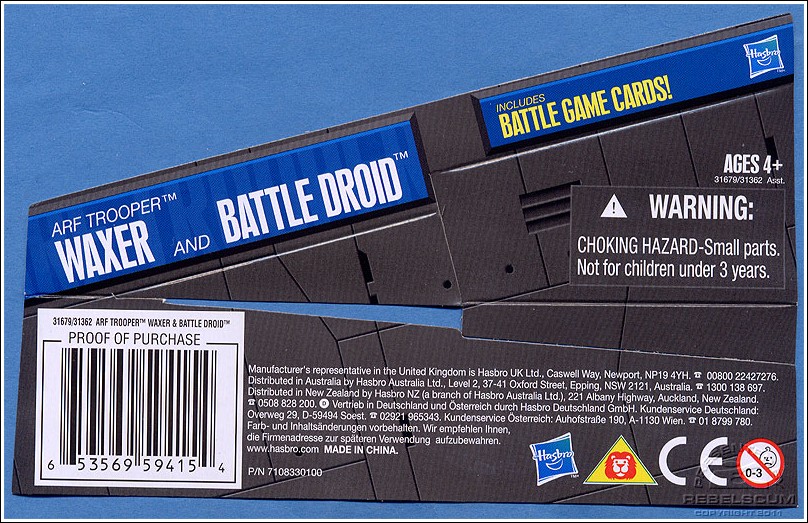 Hasbro
™
INCLUDES
BATTLE GAME CARDS!
ARF TROOPER™
WAXER AND BATTLE DROID™
AGES 4+
31679/31362 Asst.
WARNING:
CHOKING HAZARD-Small parts.
Not for children under 3 years.
31679/31362 ARF TROOPER™ WAXER & BATTLE DROID™
PROOF OF PURCHASE
6 53569 59415 4
Manufacturer's representative in the United Kingdom is Hasbro UK Ltd., Caswell Way, Newport, NP19 4YH. ☎ 00800 22427276.
Distributed in Australia by Hasbro Australia Ltd., Level 2, 37-41 Oxford Street, Epping, NSW 2121, Australia. ☎ 1300 138 697.
Distributed in New Zealand by Hasbro NZ (a branch of Hasbro Australia Ltd.), 221 Albany Highway, Auckland, New Zealand.
☎ 0508 828 200. Ⓓ Vertrieb in Deutschland und Österreich durch Hasbro Deutschland GmbH. Kundenservice Deutschland:
Overweg 29, D-59494 Soest. ☎ 02921 965343. Kundenservice Österreich: Auhofstraße 190, A-1130 Wien. ☎ 01 8799 780.
Farb- und Inhaltsänderungen vorbehalten. Wir empfehlen Ihnen,
die Firmenadresse zur späteren Verwendung aufzubewahren.
www.hasbro.com MADE IN CHINA.
P/N 7108330100
Hasbro
CE
0-3
REBELSCUM
COPYRIGHT 2011